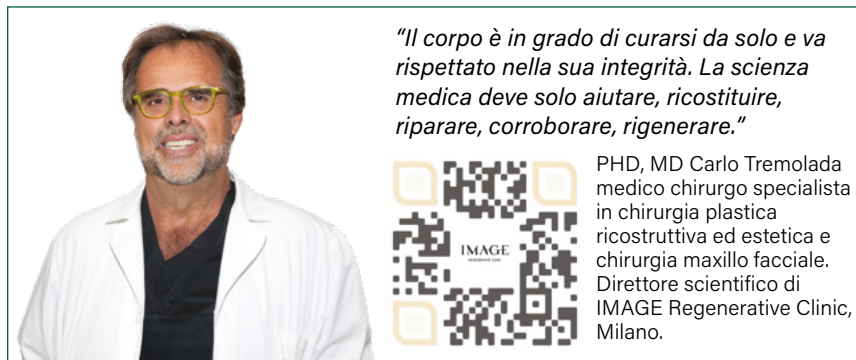 “Il corpo è in grado di curarsi da solo e va
rispettato nella sua integrità. La scienza
medica deve solo aiutare, ricostituire,
riparare, corroborare, rigenerare.”
IMAGE
REGENERATIVE CLINIC
PHD, MD Carlo Tremolada
medico chirurgo specialista
in chirurgia plastica
ricostruttiva ed estetica e
chirurgia maxillo facciale.
Direttore scientifico di
IMAGE Regenerative Clinic,
Milano.